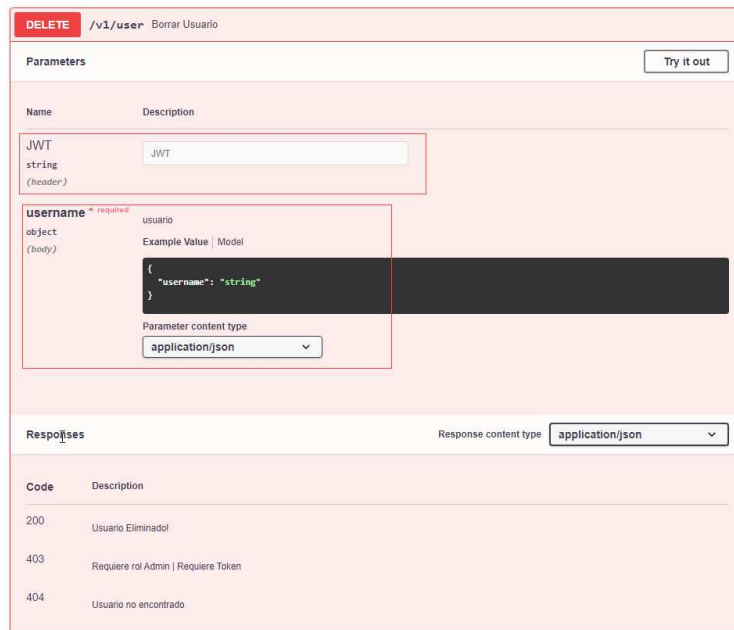 DELETE /v1/user Borrar Usuario
Parameters
Try it out
Name Description
JWT
string
(header)
JWT
username * required
object
(body)
usuario
Example Value Model
{
"username": "string"
}
Parameter content type
application/json
Responses
Response content type application/json
Code Description
200 Usuario Eliminado!
403 Requiere rol Admin | Requiere Token
404 Usuario no encontrado